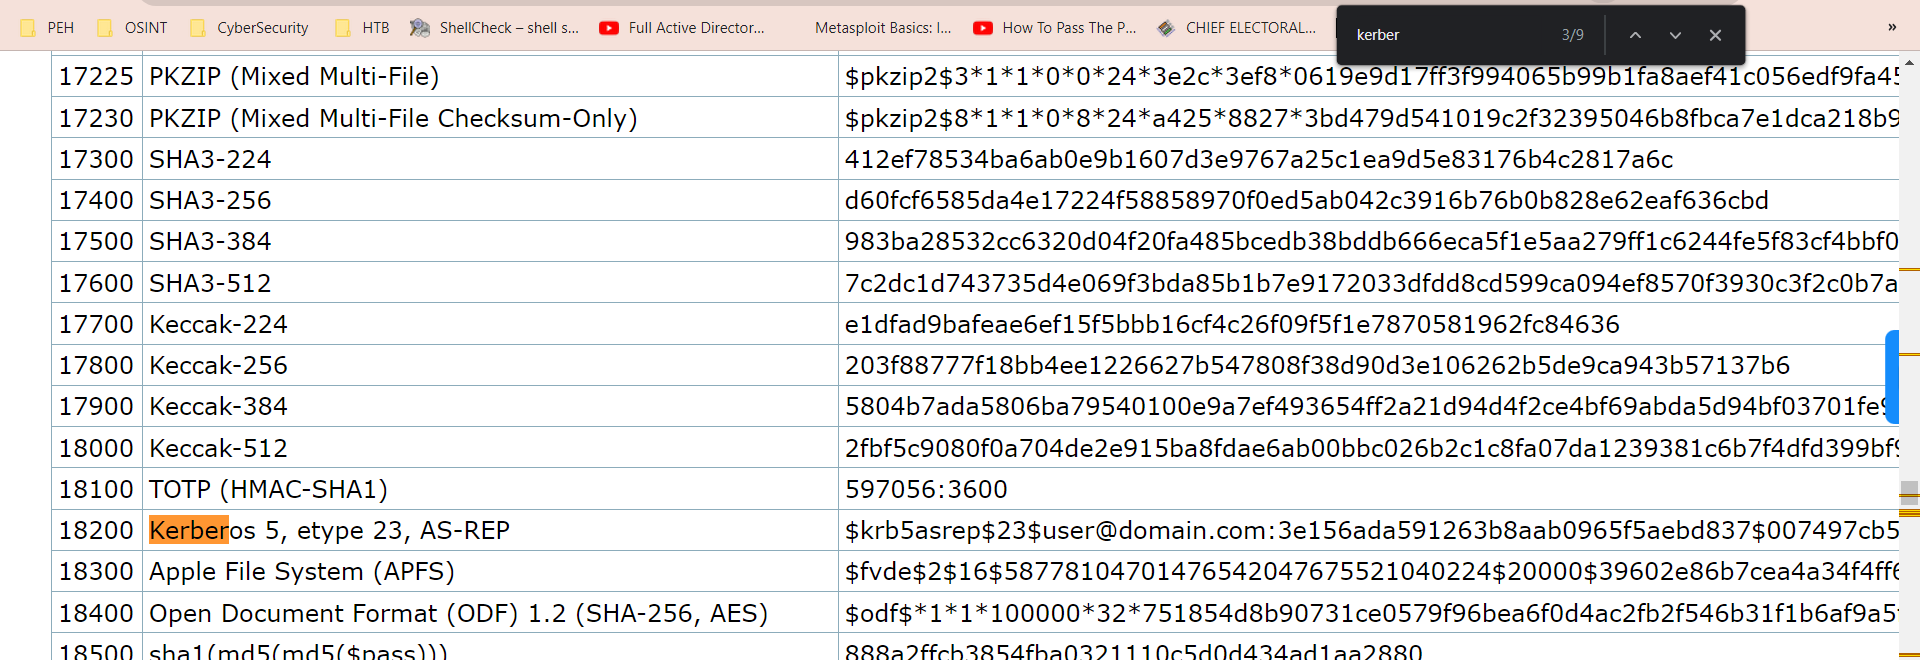 PEH OSINT CyberSecurity HTB ShellCheck – shell s... Full Active Director... Metasploit Basics: I... How To Pass The P... CHIEF ELECTORAL... »
kerber 3/9
17225 PKZIP (Mixed Multi-File) $pkzip2$3*1*1*0*0*24*3e2c*3ef8*0619e9d17ff3f994065b99b1fa8aef41c056edf9fa45
17230 PKZIP (Mixed Multi-File Checksum-Only) $pkzip2$8*1*1*0*8*24*a425*8827*3bd479d541019c2f32395046b8fbca7e1dca218b9
17300 SHA3-224 412ef78534ba6ab0e9b1607d3e9767a25c1ea9d5e83176b4c2817a6c
17400 SHA3-256 d60fcf6585da4e17224f58858970f0ed5ab042c3916b76b0b828e62eaf636cbd
17500 SHA3-384 983ba28532cc6320d04f20fa485bcedb38bddb666eca5f1e5aa279ff1c6244fe5f83cf4bbf0
17600 SHA3-512 7c2dc1d743735d4e069f3bda85b1b7e9172033dfdd8cd599ca094ef8570f3930c3f2c0b7a
17700 Keccak-224 e1dfad9bafeae6ef15f5bbb16cf4c26f09f5f1e7870581962fc84636
17800 Keccak-256 203f88777f18bb4ee1226627b547808f38d90d3e106262b5de9ca943b57137b6
17900 Keccak-384 5804b7ada5806ba79540100e9a7ef493654ff2a21d94d4f2ce4bf69abda5d94bf03701fe
18000 Keccak-512 2fbf5c9080f0a704de2e915ba8fdae6ab00bbc026b2c1c8fa07da1239381c6b7f4dfd399bf9
18100 TOTP (HMAC-SHA1) 597056:3600
18200 Kerberos 5, etype 23, AS-REP $krb5asrep$23$user@domain.com:3e156ada591263b8aab0965f5aebd837$007497cb5
18300 Apple File System (APFS) $fvde$2$16$58778104701476542047675521040224$20000$39602e86b7cea4a34f4ff6
18400 Open Document Format (ODF) 1.2 (SHA-256, AES) $odf$*1*1*100000*32*751854d8b90731ce0579f96bea6f0d4ac2fb2f546b31f1b6af9a5
18500 sha1(md5(md5($pass))) 888a2ffcb3854fba0321110c5d0d434ad1aa2880